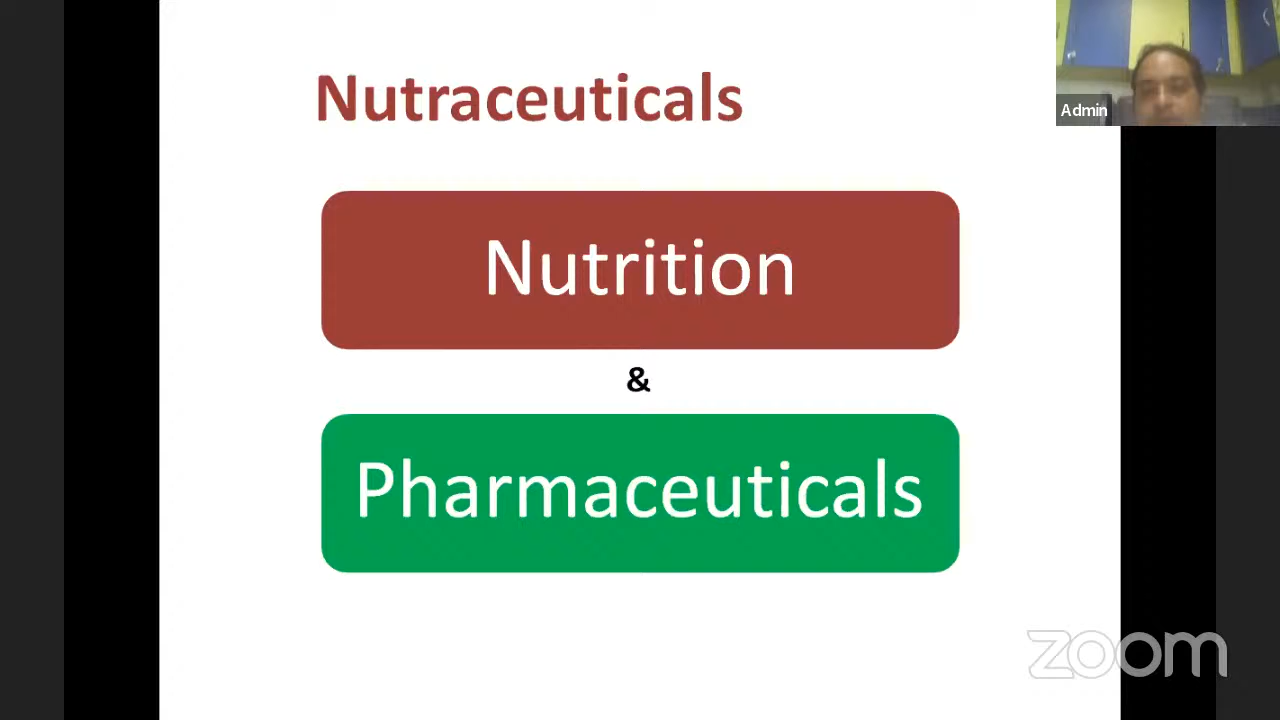 Nutraceuticals
Admin
Nutrition
&
Pharmaceuticals
zoom